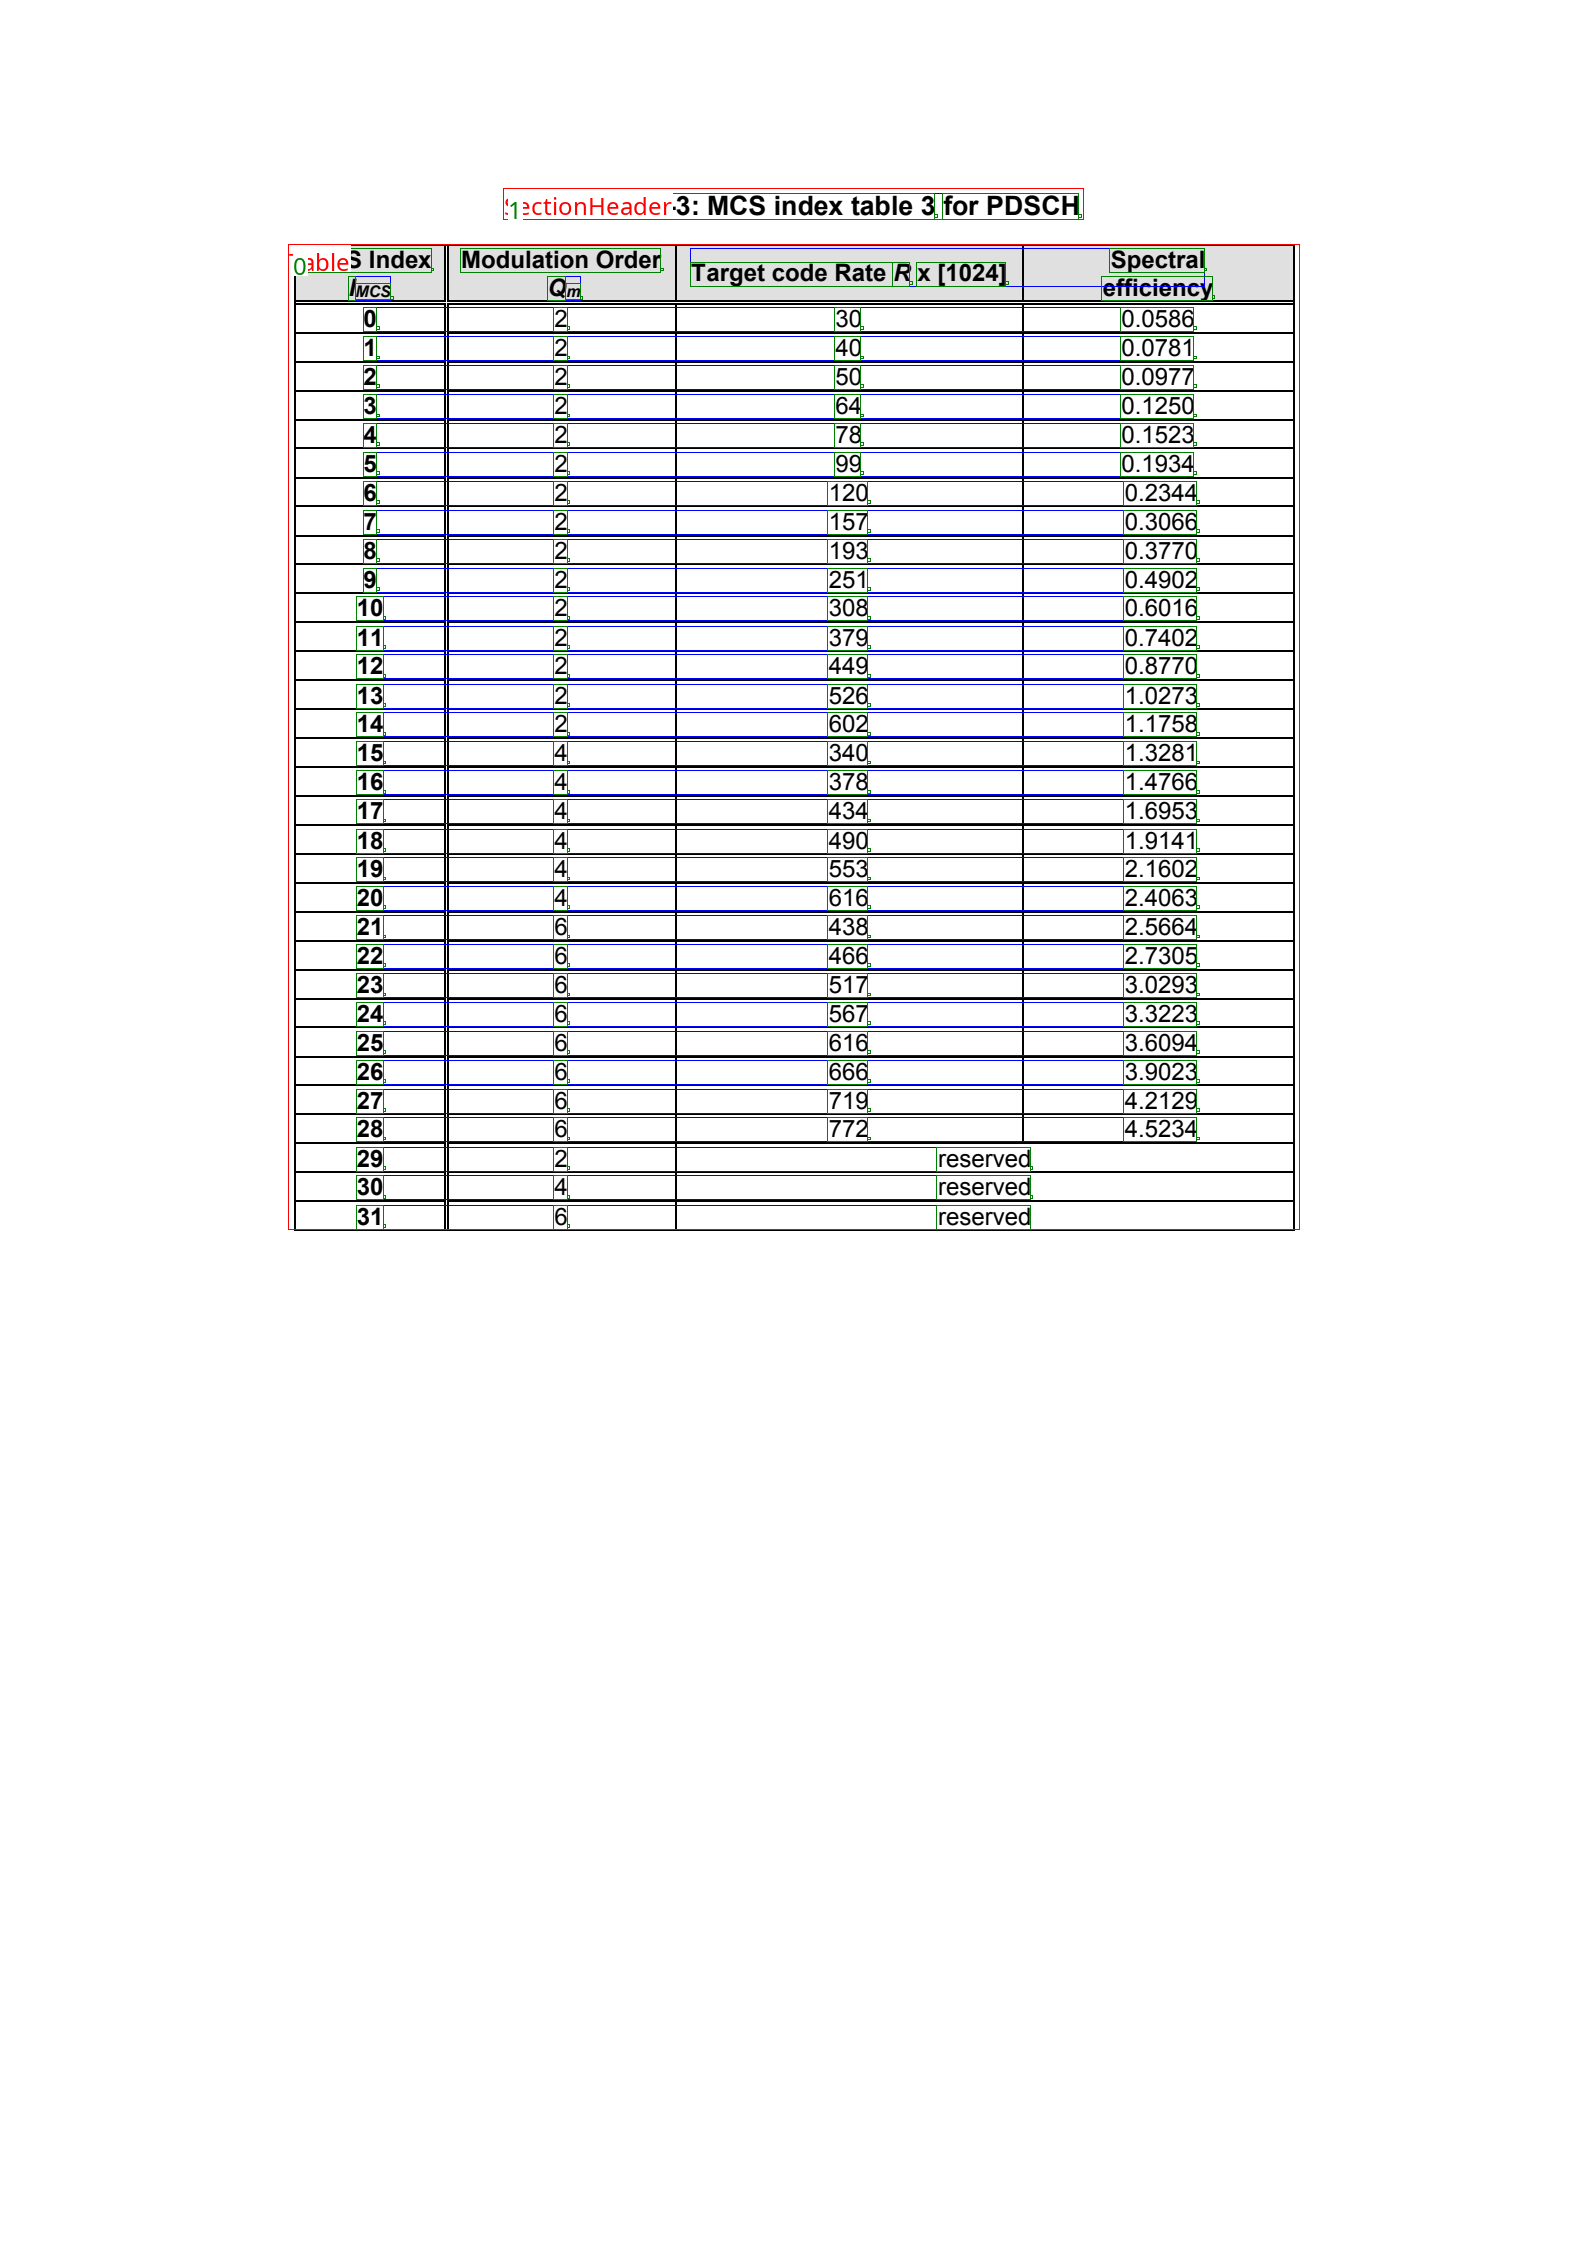 ectionHeader 3: MCS index table 3 for PDSCH
1
able S Index Modulation Order Target code Rate R x [1024] Spectral
0 IMCS Qm efficiency
0 2 30 0.0586
1 2 40 0.0781
2 2 50 0.0977
3 2 64 0.1250
4 2 78 0.1523
5 2 99 0.1934
6 2 120 0.2344
7 2 157 0.3066
8 2 193 0.3770
9 2 251 0.4902
10 2 308 0.6016
11 2 379 0.7402
12 2 449 0.8770
13 2 526 1.0273
14 2 602 1.1758
15 4 340 1.3281
16 4 378 1.4766
17 4 434 1.6953
18 4 490 1.9141
19 4 553 2.1602
20 4 616 2.4063
21 6 438 2.5664
22 6 466 2.7305
23 6 517 3.0293
24 6 567 3.3223
25 6 616 3.6094
26 6 666 3.9023
27 6 719 4.2129
28 6 772 4.5234
29 2 reserved
30 4 reserved
31 6 reserved